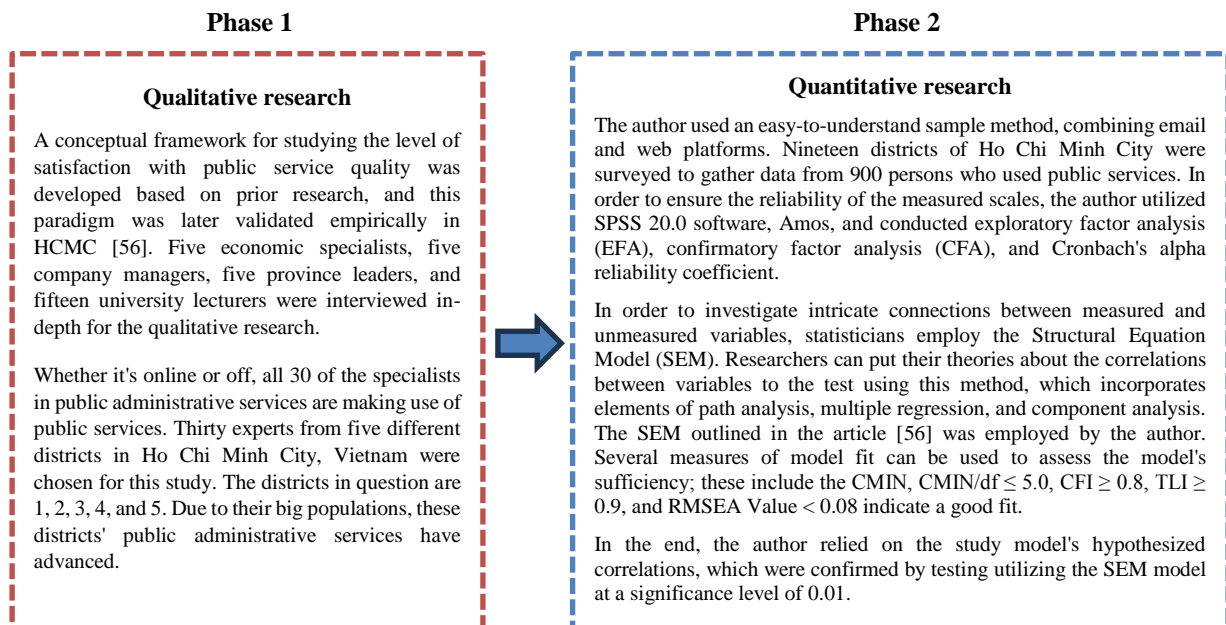 Phase 1
Qualitative research
A conceptual framework for studying the level of
satisfaction with public service quality was
developed based on prior research, and this
paradigm was later validated empirically in
HCMC [56]. Five economic specialists, five
company managers, five province leaders, and
fifteen university lecturers were interviewed in-
depth for the qualitative research.
Whether it's online or off, all 30 of the specialists
in public administrative services are making use of
public services. Thirty experts from five different
districts in Ho Chi Minh City, Vietnam were
chosen for this study. The districts in question are
1, 2, 3, 4, and 5. Due to their big populations, these
districts' public administrative services have
advanced.
Phase 2
Quantitative research
The author used an easy-to-understand sample method, combining email
and web platforms. Nineteen districts of Ho Chi Minh City were
surveyed to gather data from 900 persons who used public services. In
order to ensure the reliability of the measured scales, the author utilized
SPSS 20.0 software, Amos, and conducted exploratory factor analysis
(EFA), confirmatory factor analysis (CFA), and Cronbach's alpha
reliability coefficient.
In order to investigate intricate connections between measured and
unmeasured variables, statisticians employ the Structural Equation
Model (SEM). Researchers can put their theories about the correlations
between variables to the test using this method, which incorporates
elements of path analysis, multiple regression, and component analysis.
The SEM outlined in the article [56] was employed by the author.
Several measures of model fit can be used to assess the model's
sufficiency; these include the CMIN, CMIN/df ≤ 5.0, CFI ≥ 0.8, TLI ≥
0.9, and RMSEA Value < 0.08 indicate a good fit.
In the end, the author relied on the study model's hypothesized
correlations, which were confirmed by testing utilizing the SEM model
at a significance level of 0.01.